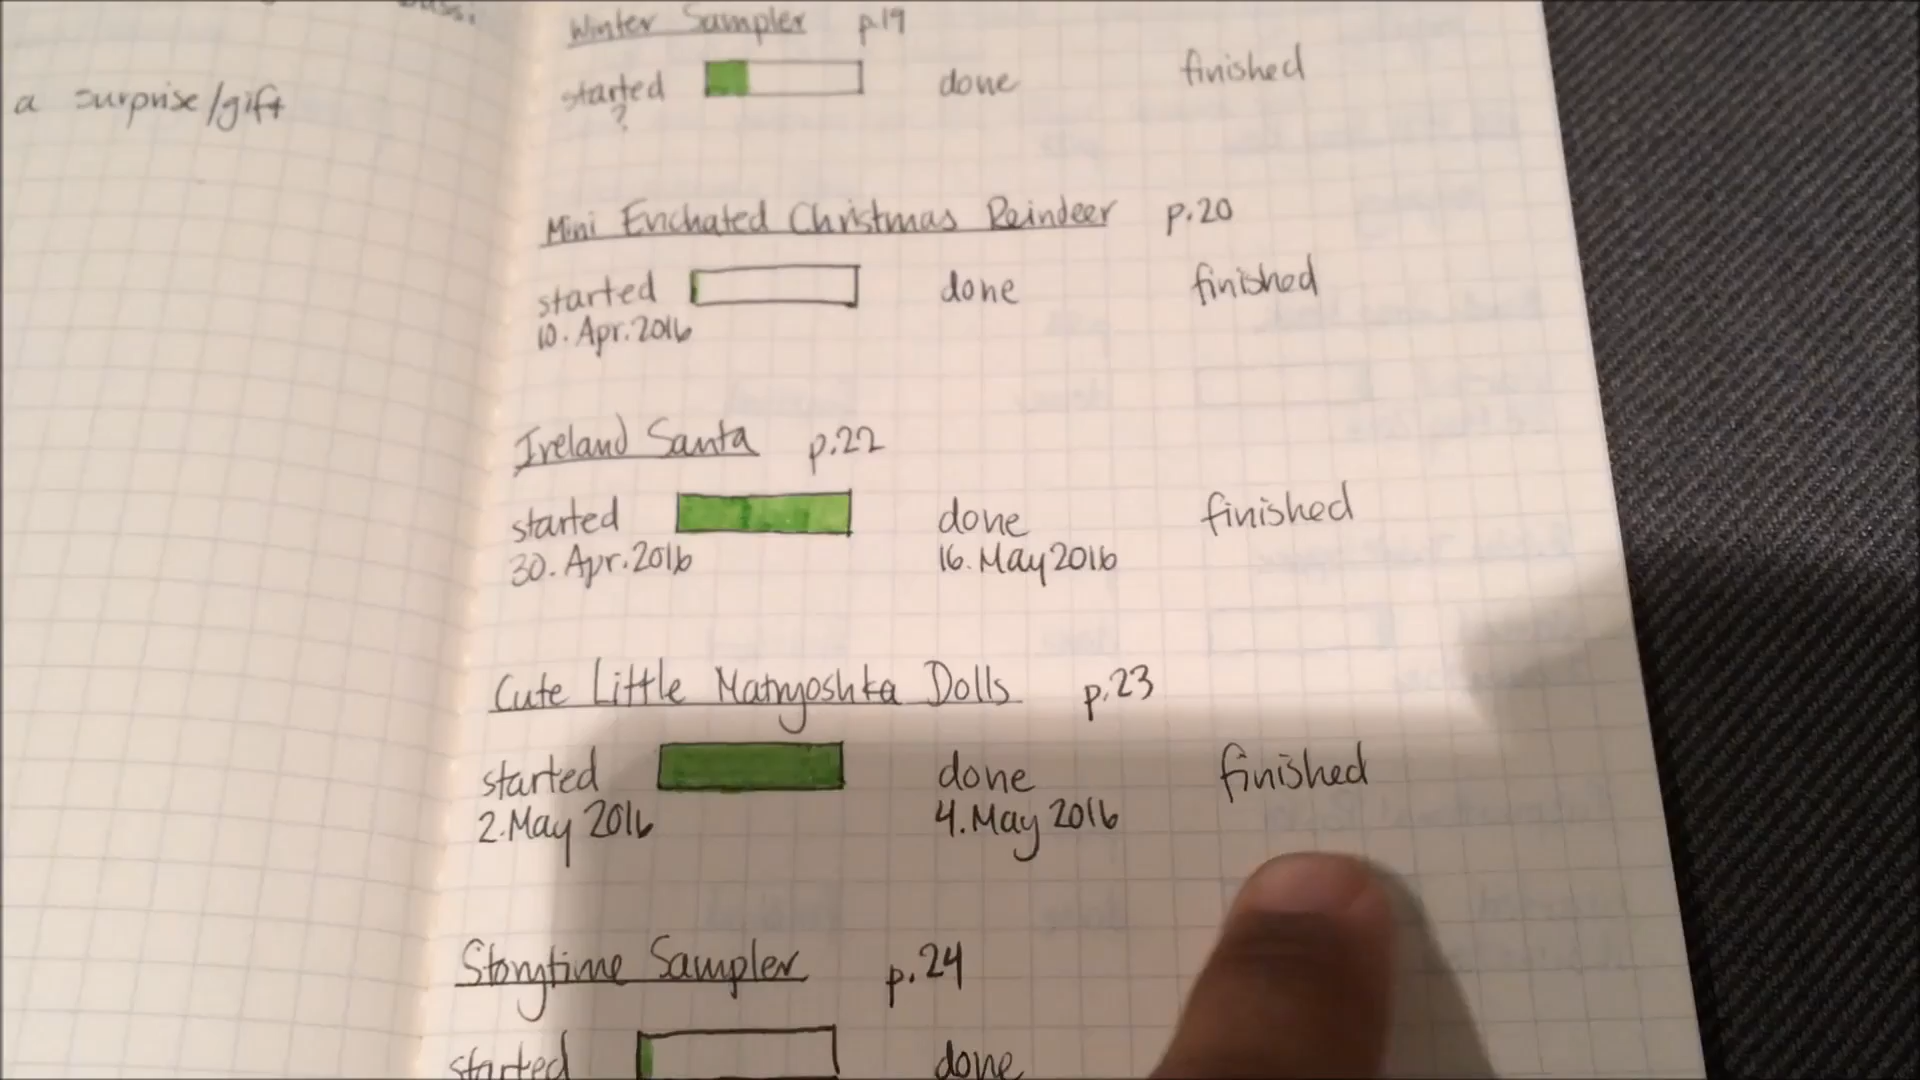 a surprise/gift
Winter Sampler p.19
started done finished
?
Mini Enchated Christmas Reindeer p.20
started done finished
10. Apr. 2016
Ireland Santa p.22
started done finished
30. Apr. 2016 16. May 2016
Cute Little Matryoshka Dolls p.23
started done finished
2. May 2016 4. May 2016
Storytime Sampler p.24
started done